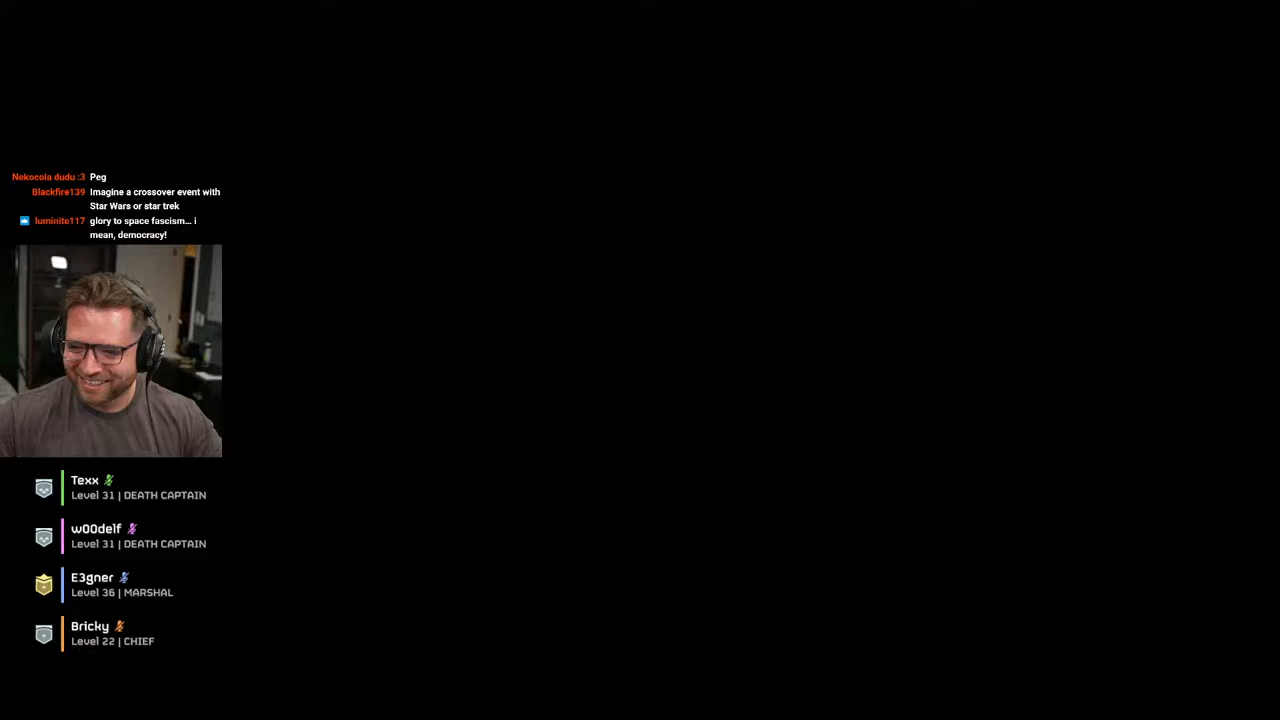 Nekocola dudu :3 Peg
Blackfire139 Imagine a crossover event with
Star Wars or star trek
luminite117 glory to space fascism... i
mean, democracy!
Texx
Level 31 | DEATH CAPTAIN
w00delf
Level 31 | DEATH CAPTAIN
E3gner
Level 36 | MARSHAL
Bricky
Level 22 | CHIEF